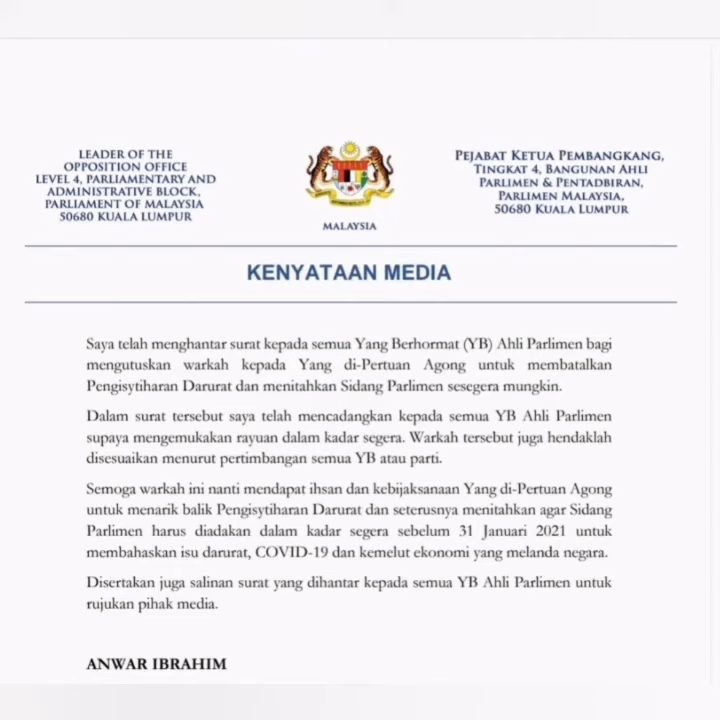 LEADER OF THE
OPPOSITION OFFICE
LEVEL 4, PARLIAMENTARY AND
ADMINISTRATIVE BLOCK,
PARLIAMENT OF MALAYSIA
50680 KUALA LUMPUR
MALAYSIA
PEJABAT KETUA PEMBANGKANG,
TINGKAT 4, BANGUNAN AHLI
PARLIMEN & PENTADBIRAN,
PARLIMEN MALAYSIA,
50680 KUALA LUMPUR
KENYATAAN MEDIA
Saya telah menghantar surat kepada semua Yang Berhormat (YB) Ahli Parlimen bagi
mengutuskan warkah kepada Yang di-Pertuan Agong untuk membatalkan
Pengisytiharan Darurat dan menitahkan Sidang Parlimen sesegera mungkin.
Dalam surat tersebut saya telah mencadangkan kepada semua YB Ahli Parlimen
supaya mengemukakan rayuan dalam kadar segera. Warkah tersebut juga hendaklah
disesuaikan menurut pertimbangan semua YB atau parti.
Semoga warkah ini nanti mendapat ihsan dan kebijaksanaan Yang di-Pertuan Agong
untuk menarik balik Pengisytiharan Darurat dan seterusnya menitahkan agar Sidang
Parlimen harus diadakan dalam kadar segera sebelum 31 Januari 2021 untuk
membahaskan isu darurat, COVID-19 dan kemelut ekonomi yang melanda negara.
Disertakan juga salinan surat yang dihantar kepada semua YB Ahli Parlimen untuk
rujukan pihak media.
ANWAR IBRAHIM